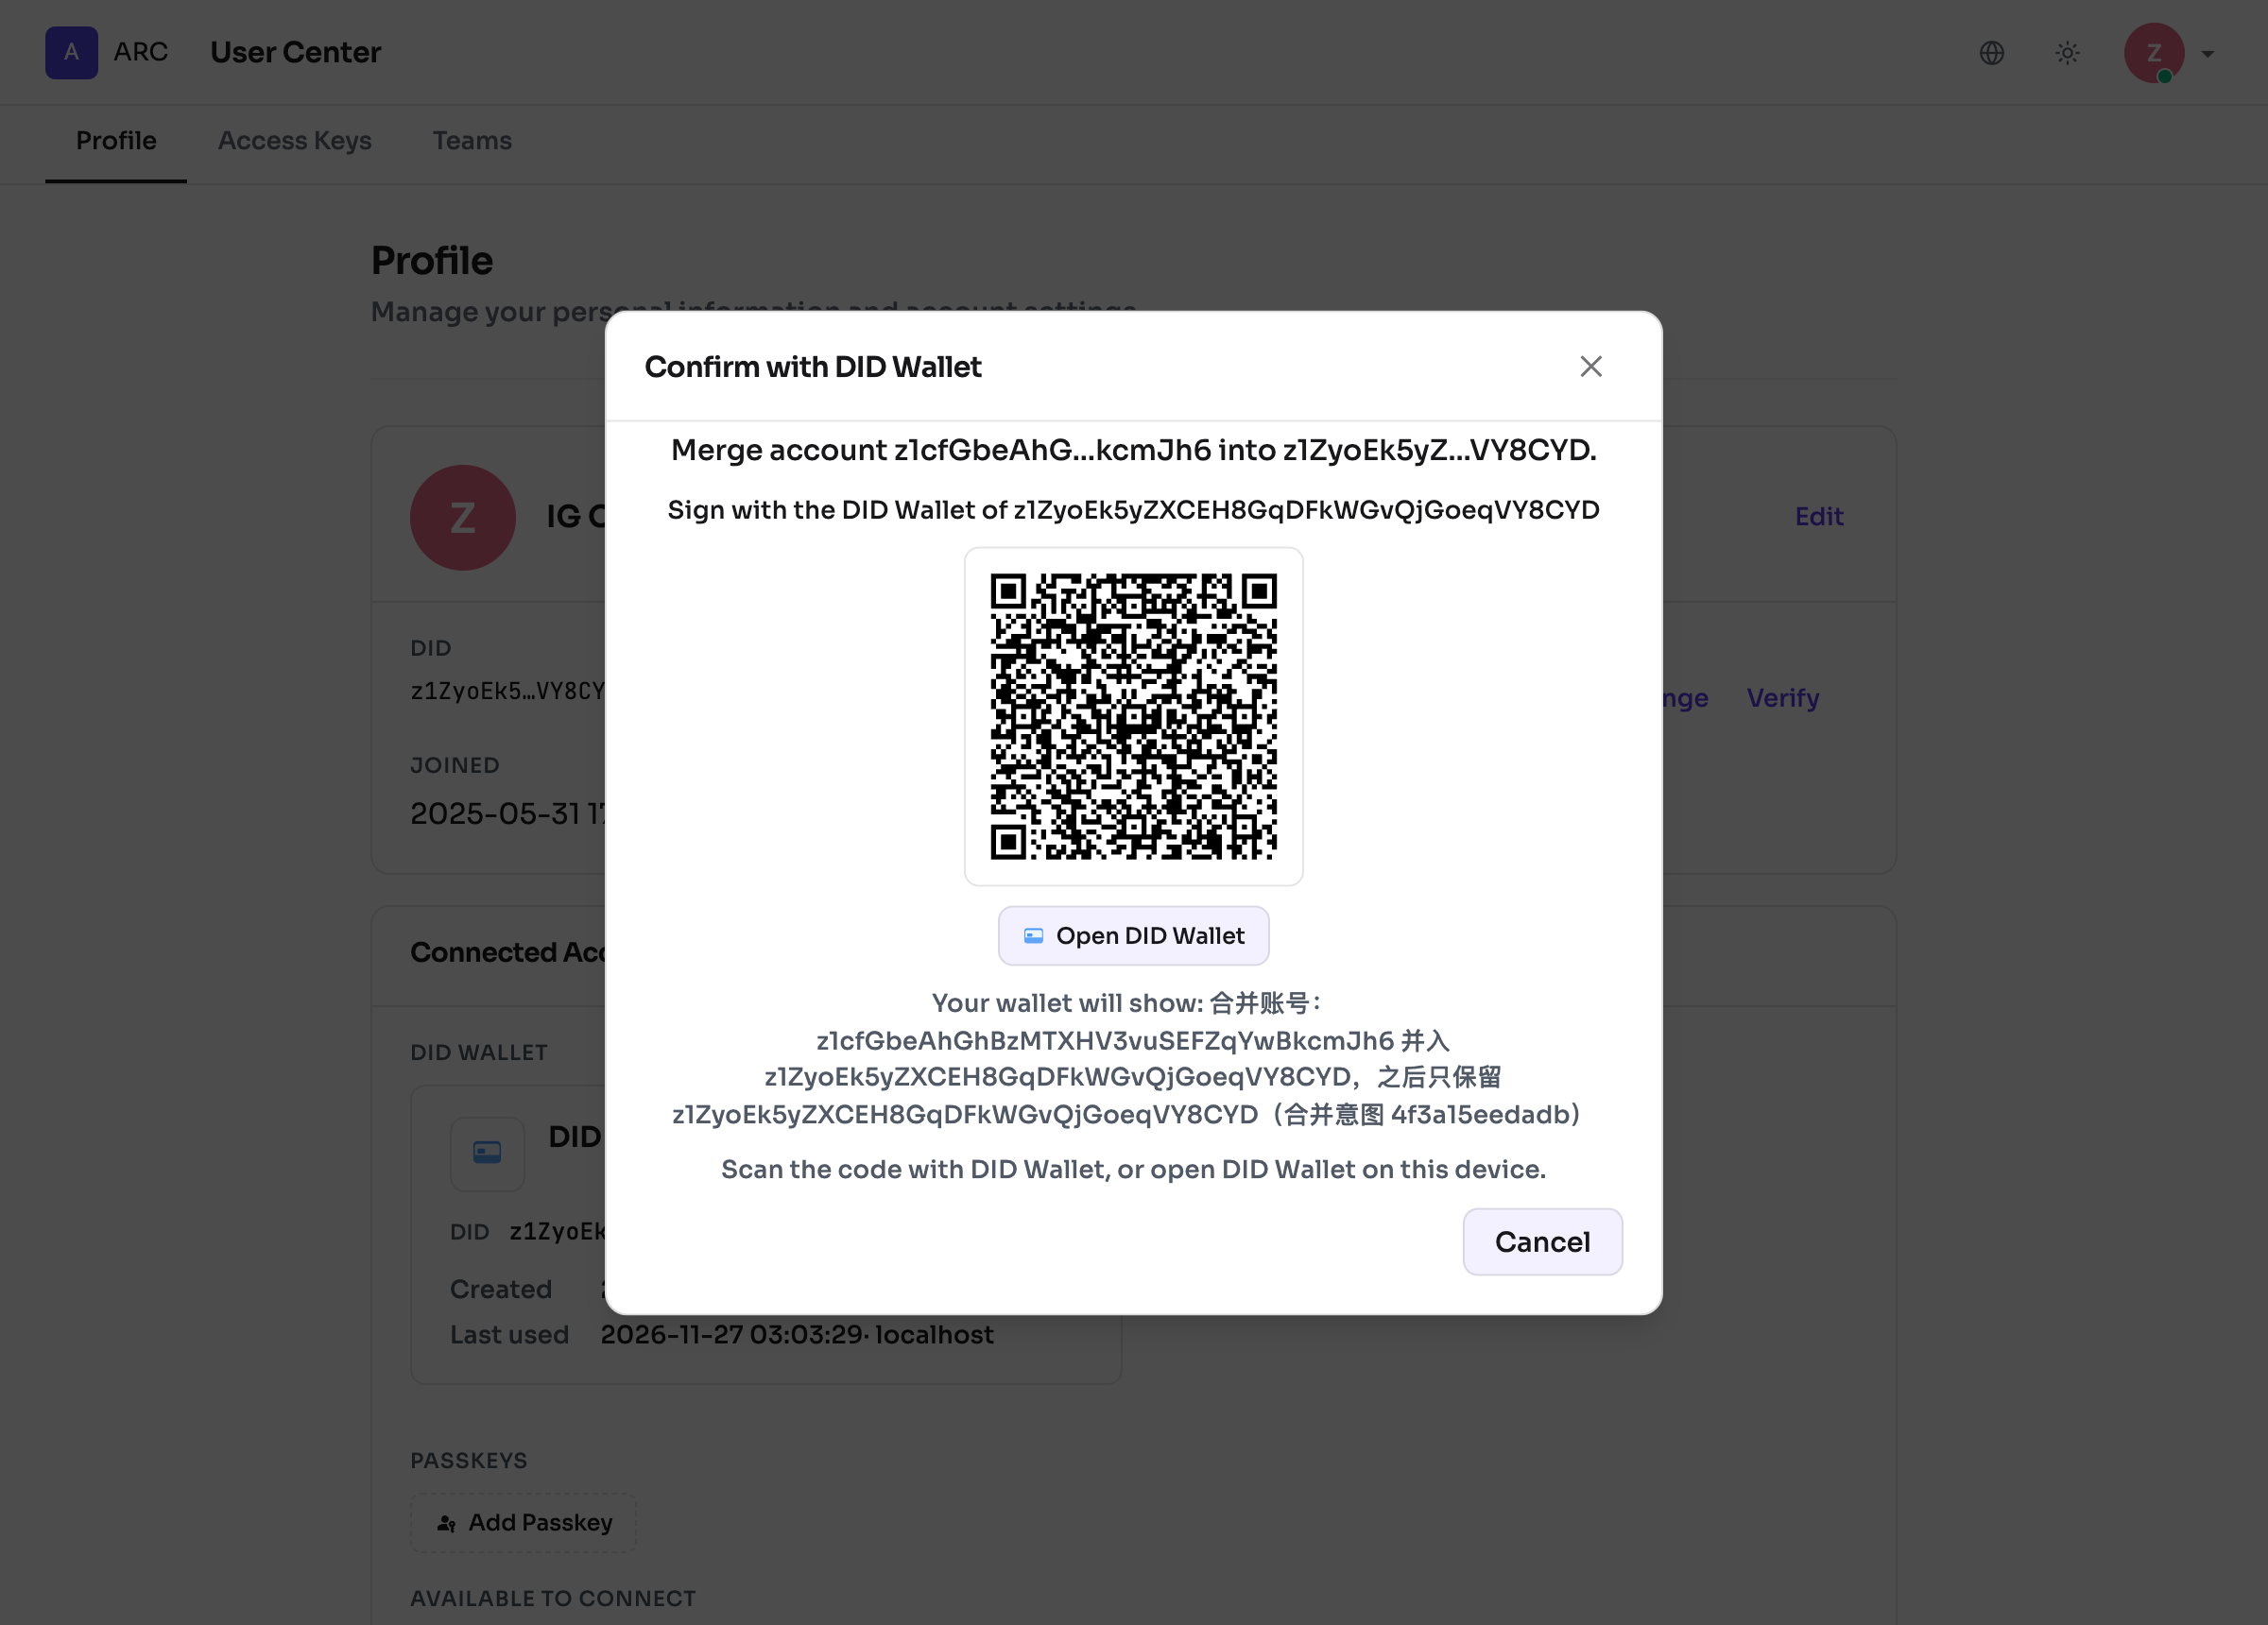 A ARC User Center Z
Profile Access Keys Teams
Profile
Manage your personal information and account settings
Confirm with DID Wallet
Merge account z1cfGbeAhG...kcmJh6 into z1ZyoEk5yZ...VY8CYD.
Sign with the DID Wallet of z1ZyoEk5yZXCEH8GqDFkWGvQjGoeqVY8CYD
Z IG Edit
DID
z1ZyoEk5…VY8CY
nge Verify
JOINED
2025-05-31
Open DID Wallet
Connected Acc
Your wallet will show: 合并账号：
z1cfGbeAhGhBzMTXHV3vuSEFZqYwBkcmJh6 并入
z1ZyoEk5yZXCEH8GqDFkWGvQjGoeqVY8CYD，之后只保留
z1ZyoEk5yZXCEH8GqDFkWGvQjGoeqVY8CYD（合并意图 4f3a15eedadb）
Scan the code with DID Wallet, or open DID Wallet on this device.
Cancel
DID WALLET
DID
DID z1ZyoEk
Created
Last used 2026-11-27 03:03:29· localhost
PASSKEYS
Add Passkey
AVAILABLE TO CONNECT